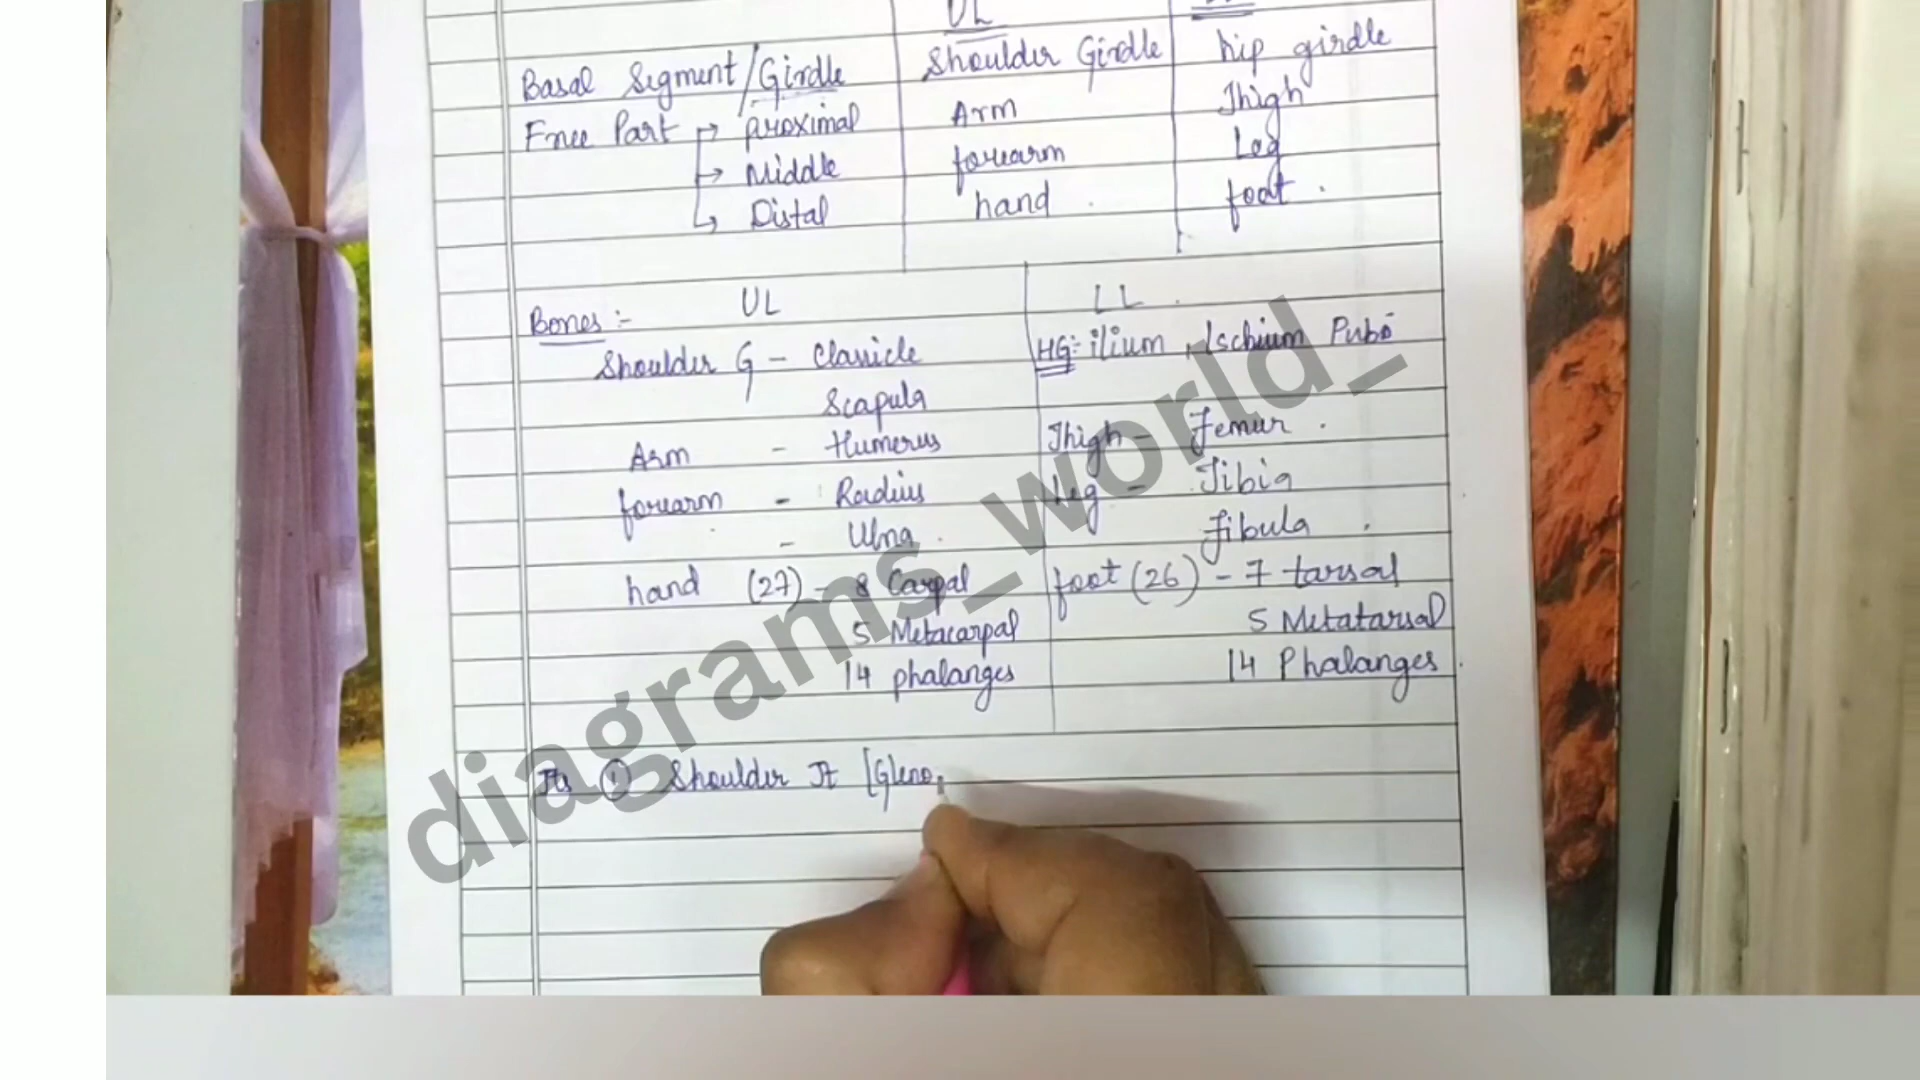 UL
Basal Segment/Girdle Shoulder Girdle hip girdle
Free Part → proximal Arm Thigh
→ Middle forearm Leg
→ Distal hand foot
Bones :- UL LL
Shoulder G - Clavicle HG:- ilium, Ischium Pubo
Scapula
Arm - Humerus Thigh - Femur
forearm - Radius Leg - Tibia
- Ulna Fibula
hand (27) - 8 Carpal foot (26) - 7 tarsal
5 Metacarpal 5 Metatarsal
14 phalanges 14 Phalanges
Jts ① Shoulder Jt [Gleno
diagrams_world_